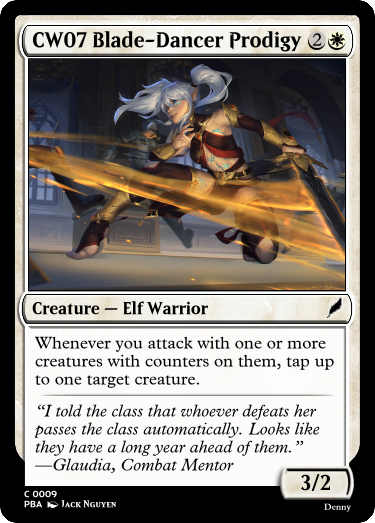 CW07 Blade-Dancer Prodigy 2
Creature — Elf Warrior
Whenever you attack with one or more
creatures with counters on them, tap up
to one target creature.
“I told the class that whoever defeats her
passes the class automatically. Looks like
they have a long year ahead of them.”
—Glaudia, Combat Mentor
3/2
C 0009
PBA Jack Nguyen
Denny